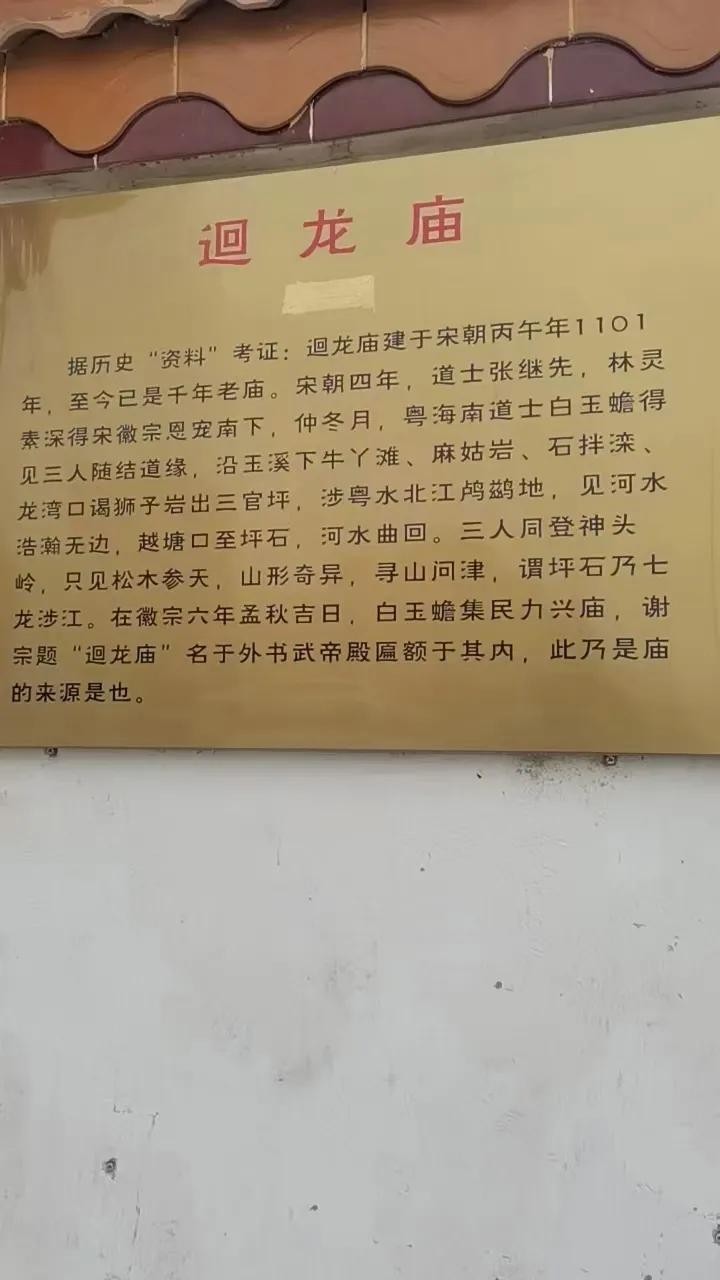 迴龙庙
据历史“资料”考证：迴龙庙建于宋朝丙午年1101
年，至今已是千年老庙。宋朝四年，道士张继先，林灵
素深得宋徽宗恩宠南下，仲冬月，粤海南道士白玉蟾得
见三人随结道缘，沿玉溪下牛丫滩、麻姑岩、石拌滦、
龙湾口谒狮子岩出三官坪，涉粤水北江鸬鹚地，见河水
浩瀚无边，越塘口至坪石，河水曲回。三人同登神头
岭，只见松木参天，山形奇异，寻山问津，谓坪石乃七
龙涉江。在徽宗六年孟秋吉日，白玉蟾集民力兴庙，谢
宗题“迴龙庙”名于外书武帝殿匾额于其内，此乃是庙
的来源是也。